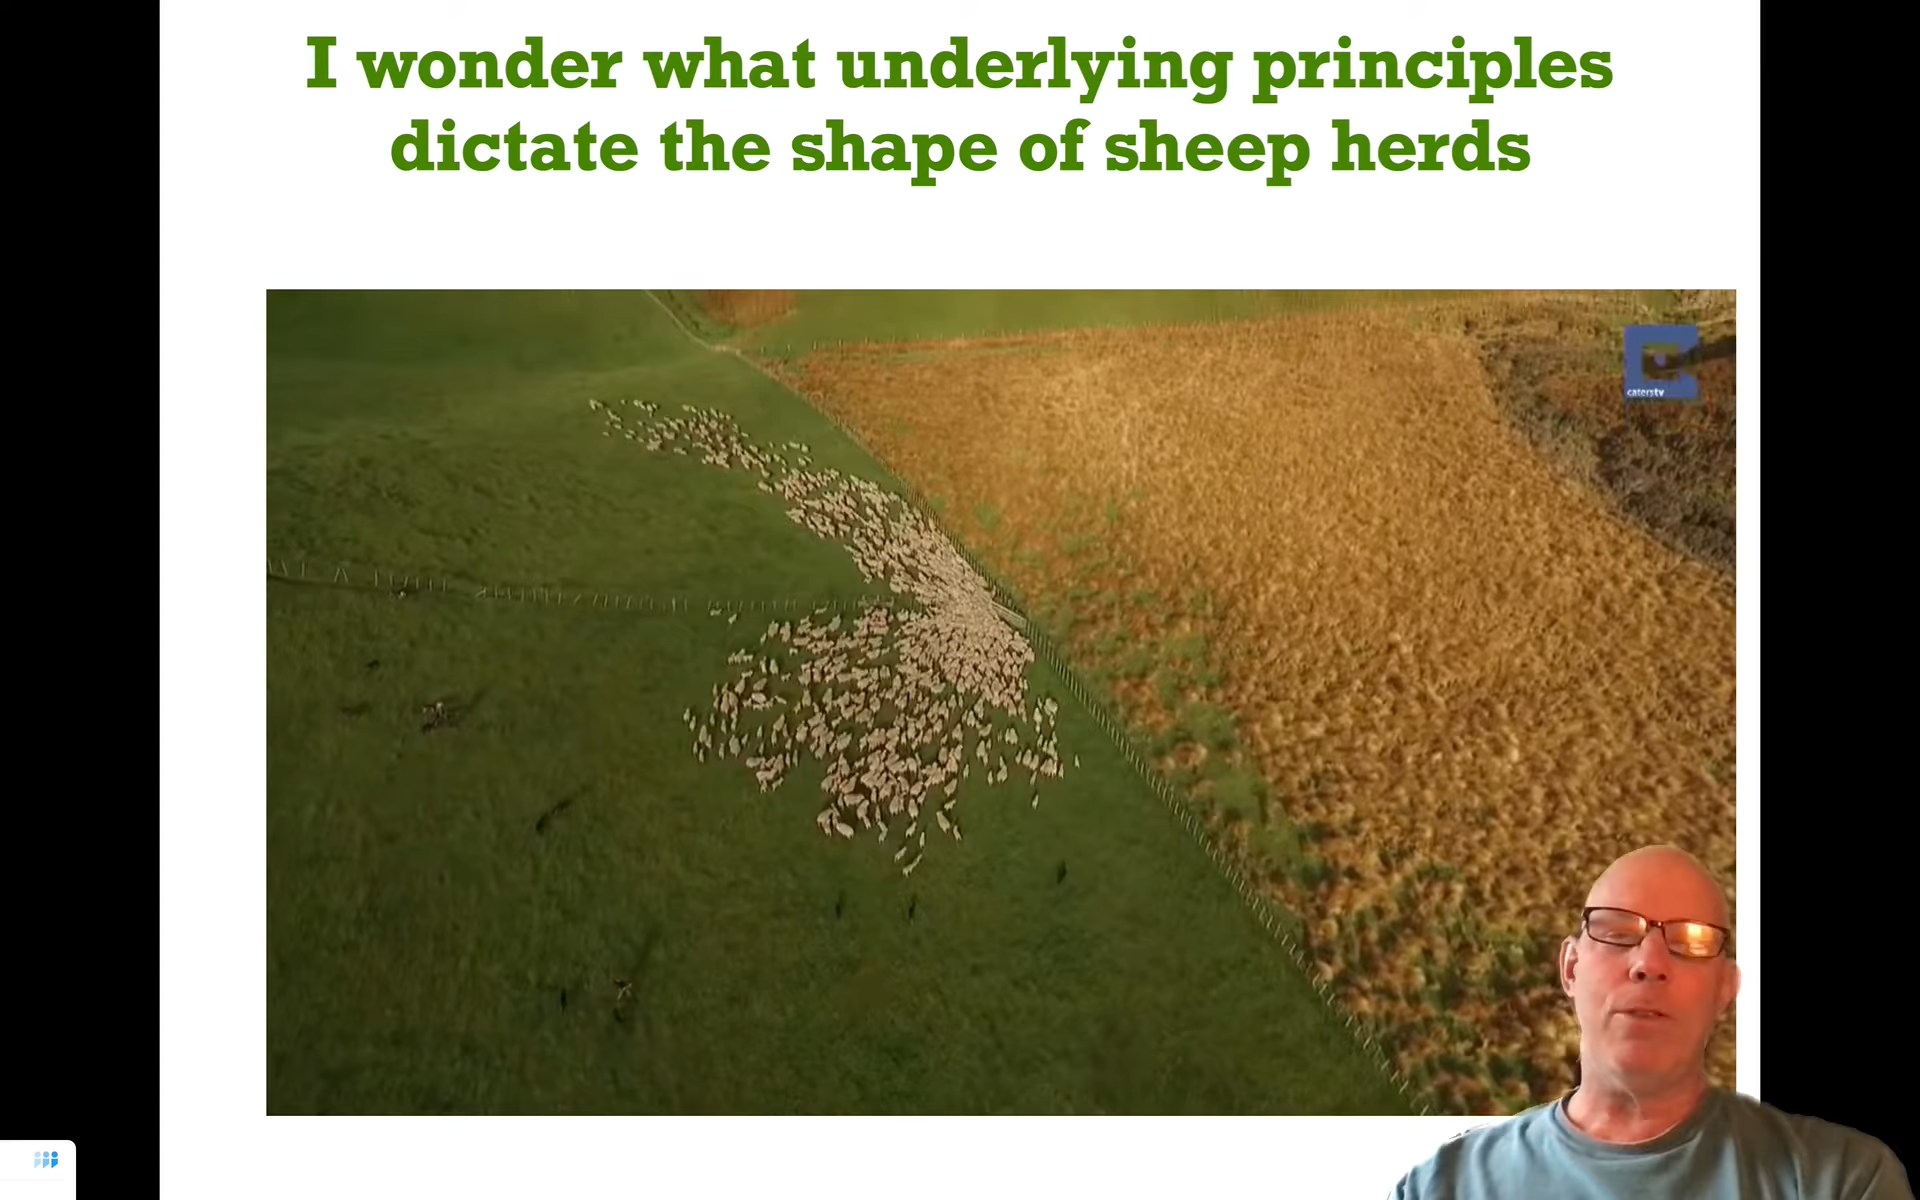 I wonder what underlying principles
dictate the shape of sheep herds
caterstv